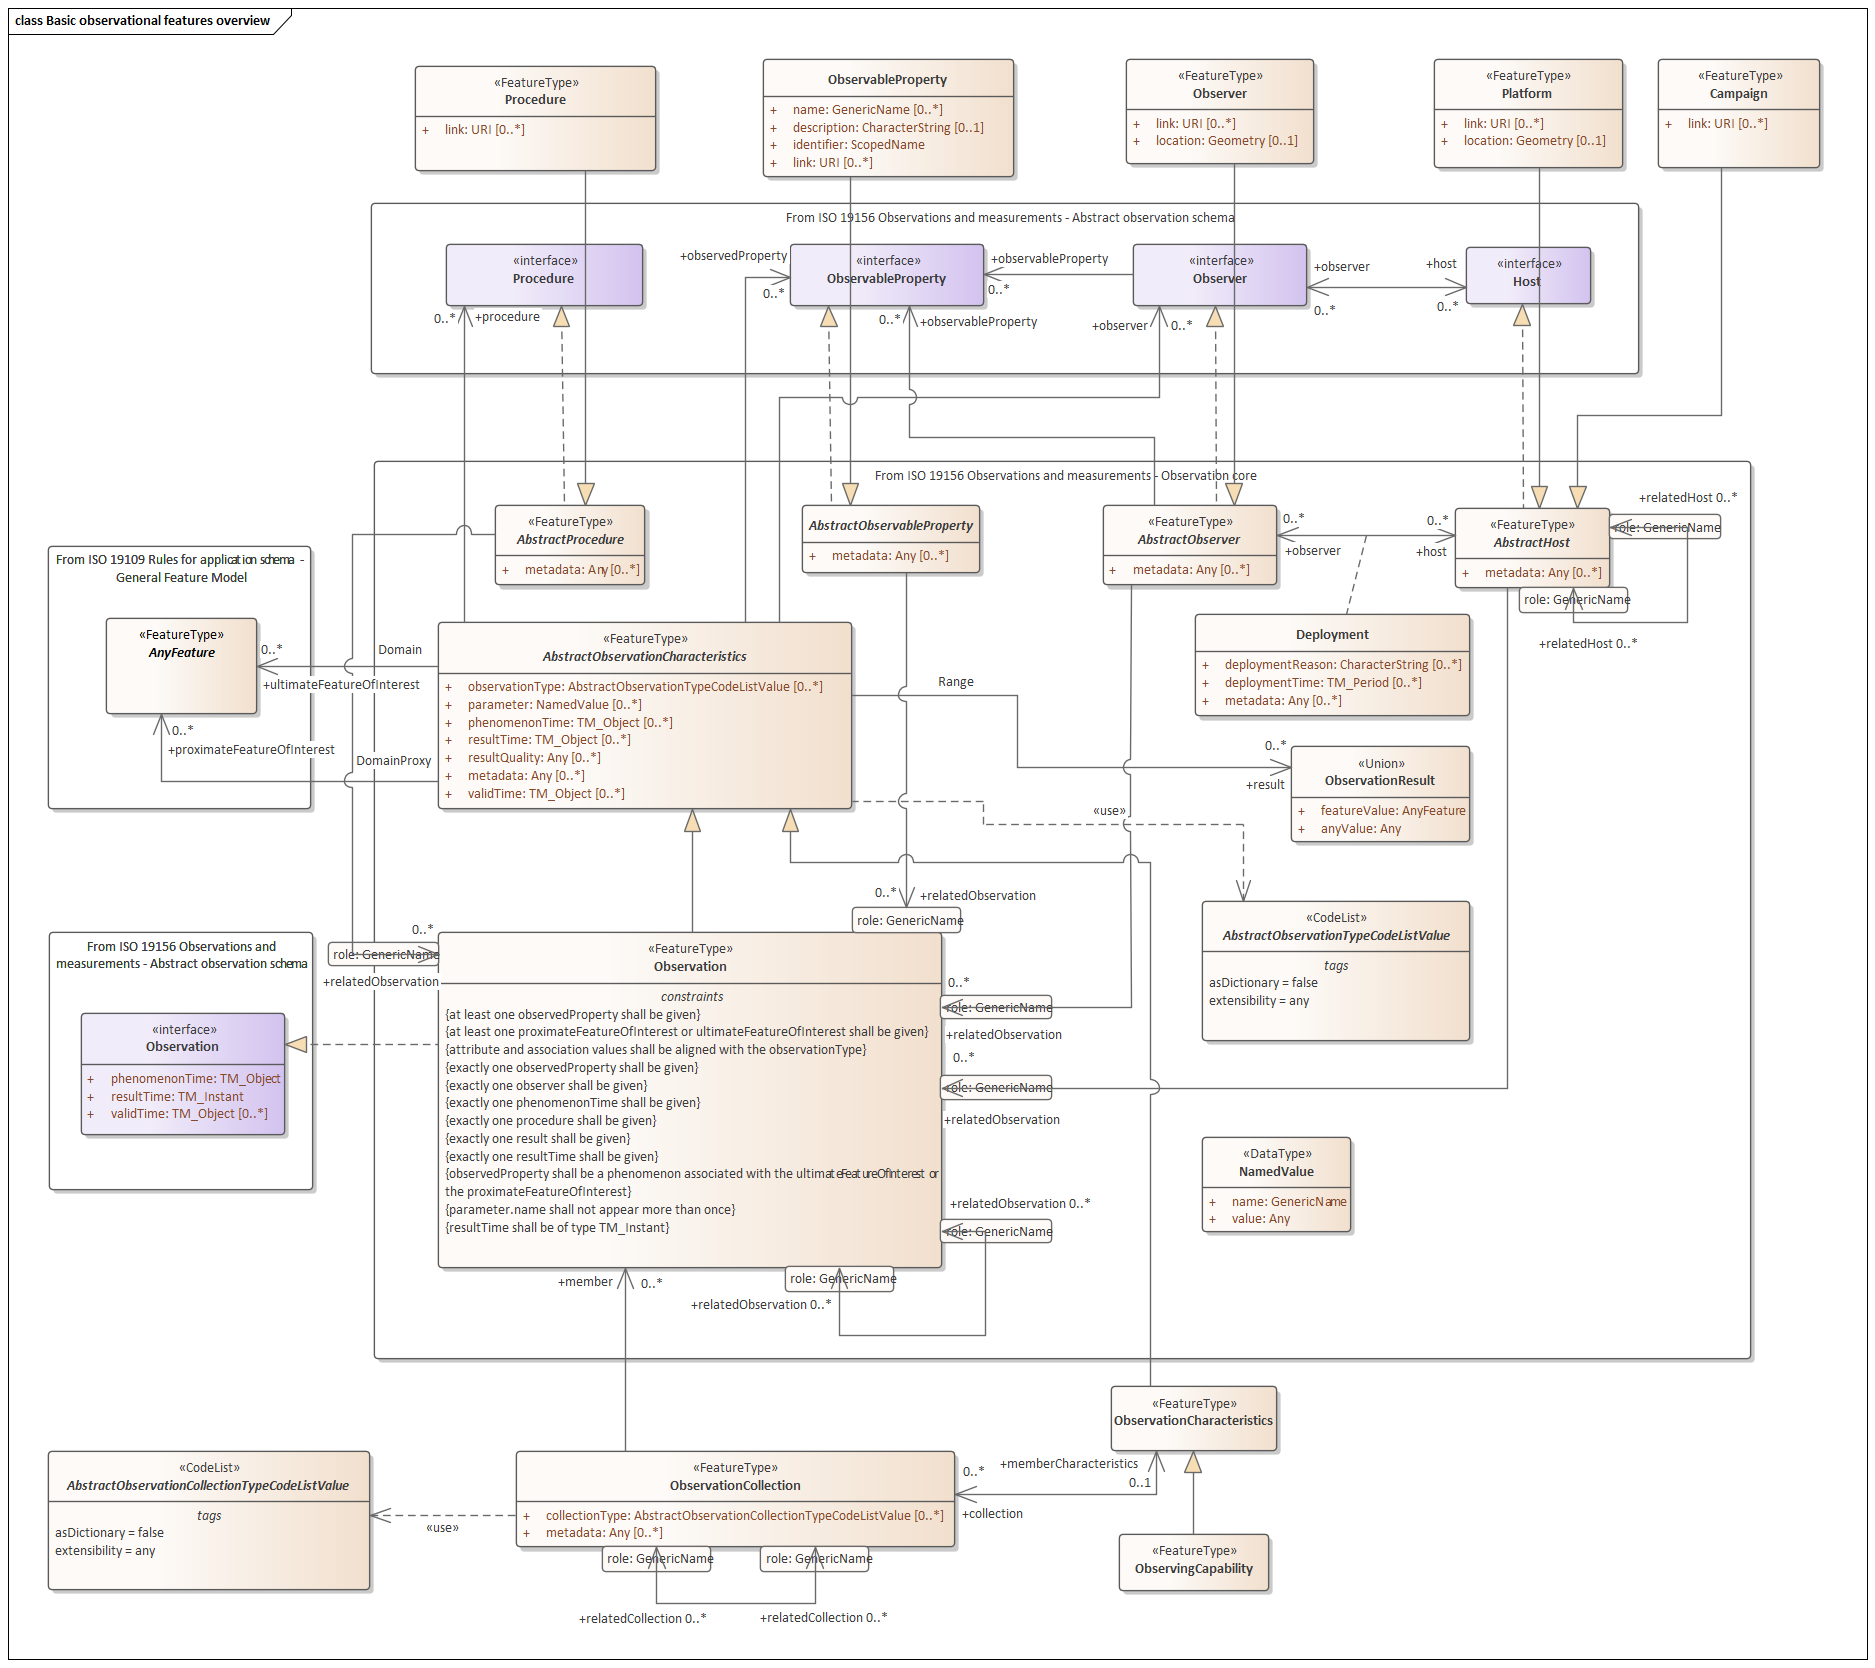 class Basic observational features overview
«FeatureType»
Procedure
+ link: URI [0..*]
ObservableProperty
+ name: GenericName [0..*]
+ description: CharacterString [0..1]
+ identifier: ScopedName
+ link: URI [0..*]
«FeatureType»
Observer
+ link: URI [0..*]
+ location: Geometry [0..1]
«FeatureType»
Platform
+ link: URI [0..*]
+ location: Geometry [0..1]
«FeatureType»
Campaign
+ link: URI [0..*]
From ISO 19156 Observations and measurements - Abstract observation schema
«interface»
Procedure
+observedProperty
0..*
«interface»
ObservableProperty
+observableProperty
0..*
«interface»
Observer
+observer
0..*
+host
0..*
«interface»
Host
0..*
+procedure
0..*
+observableProperty
+observer
0..*
From ISO 19156 Observations and measurements - Observation core
«FeatureType»
AbstractProcedure
+ metadata: Any [0..*]
AbstractObservableProperty
+ metadata: Any [0..*]
«FeatureType»
AbstractObserver
+ metadata: Any [0..*]
0..*
+observer
0..*
+host
«FeatureType»
AbstractHost
+ metadata: Any [0..*]
+relatedHost 0..*
role: GenericName
role: GenericName
+relatedHost 0..*
From ISO 19109 Rules for application schema -
General Feature Model
«FeatureType»
AnyFeature
0..*
Domain
+ultimateFeatureOfInterest
0..*
+proximateFeatureOfInterest
DomainProxy
«FeatureType»
AbstractObservationCharacteristics
+ observationType: AbstractObservationTypeCodeListValue [0..*]
+ parameter: NamedValue [0..*]
+ phenomenonTime: TM_Object [0..*]
+ resultTime: TM_Object [0..*]
+ resultQuality: Any [0..*]
+ metadata: Any [0..*]
+ validTime: TM_Object [0..*]
Range
Deployment
+ deploymentReason: CharacterString [0..*]
+ deploymentTime: TM_Period [0..*]
+ metadata: Any [0..*]
0..*
+result
«Union»
ObservationResult
+ featureValue: AnyFeature
+ anyValue: Any
«use»
«CodeList»
AbstractObservationTypeCodeListValue
tags
asDictionary = false
extensibility = any
0..*
+relatedObservation
role: GenericName
0..*
role: GenericName
+relatedObservation
From ISO 19156 Observations and
measurements - Abstract observation schema
«interface»
Observation
+ phenomenonTime: TM_Object
+ resultTime: TM_Instant
+ validTime: TM_Object [0..*]
«FeatureType»
Observation
constraints
{at least one observedProperty shall be given}
{at least one proximateFeatureOfInterest or ultimateFeatureOfInterest shall be given}
{attribute and association values shall be aligned with the observationType}
{exactly one observedProperty shall be given}
{exactly one observer shall be given}
{exactly one phenomenonTime shall be given}
{exactly one procedure shall be given}
{exactly one result shall be given}
{exactly one resultTime shall be given}
{observedProperty shall be a phenomenon associated with the ultimateFeatureOfInterest or
the proximateFeatureOfInterest}
{parameter.name shall not appear more than once}
{resultTime shall be of type TM_Instant}
0..*
role: GenericName
+relatedObservation
0..*
role: GenericName
+relatedObservation
+relatedObservation 0..*
role: GenericName
role: GenericName
+relatedObservation 0..*
«DataType»
NamedValue
+ name: GenericName
+ value: Any
+member
0..*
«FeatureType»
ObservationCharacteristics
«CodeList»
AbstractObservationCollectionTypeCodeListValue
tags
asDictionary = false
extensibility = any
«use»
«FeatureType»
ObservationCollection
+ collectionType: AbstractObservationCollectionTypeCodeListValue [0..*]
+ metadata: Any [0..*]
0..*
+memberCharacteristics
0..1
+collection
role: GenericName
role: GenericName
+relatedCollection 0..*
+relatedCollection 0..*
«FeatureType»
ObservingCapability